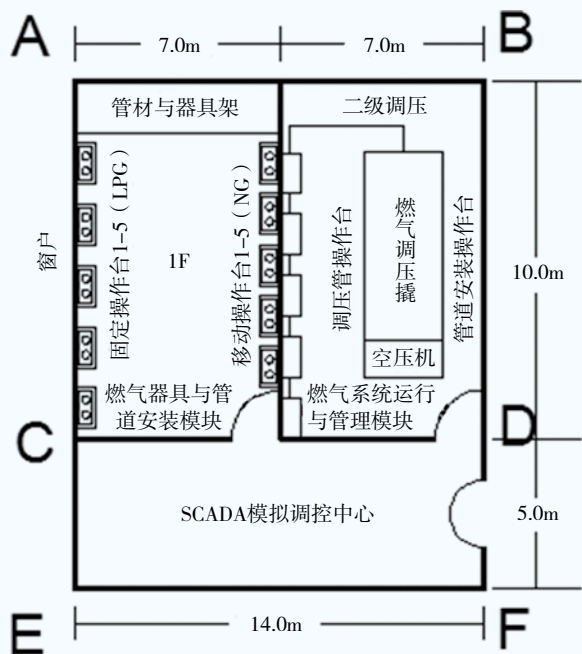 A
B
7.0m
7.0m
管材与器具架
二级调压
窗户
固定操作台1-5（LPG）
1F
移动操作台1-5（NG）
调压管操作台
燃气调压撬
管道安装操作台
10.0m
空压机
燃气器具与管
道安装模块
燃气系统运行
与管理模块
C
D
SCADA模拟调控中心
5.0m
E
14.0m
F